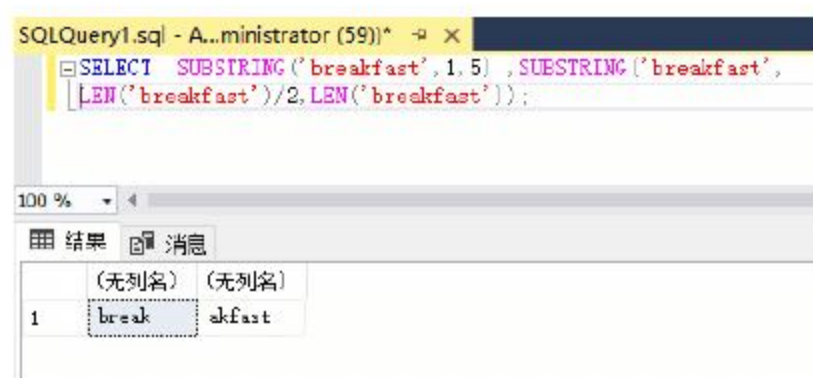 SQLQuery1.sql - A...ministrator (59))*
SELECT SUBSTRING('breakfast',1,5) ,SUBSTRING('breakfast',
LEN('breakfast')/2,LEN('breakfast'));
100 %
结果 消息
(无列名) (无列名)
1 break akfast